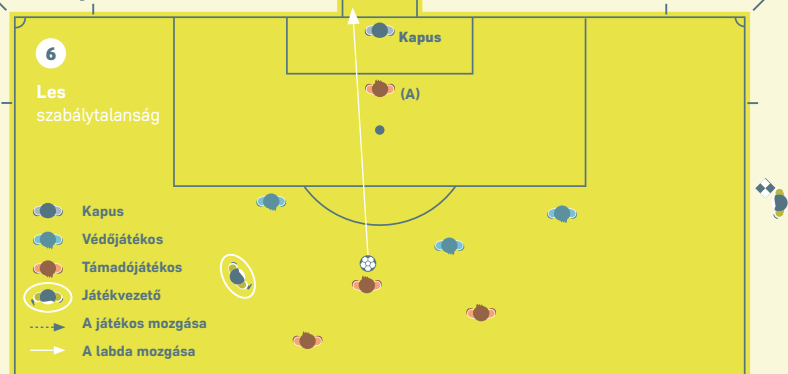 Kapus
6
(A)
Les
szabálytalanság
Kapus
Védőjátékos
Támadójátékos
Játékvezető
A játékos mozgása
A labda mozgása